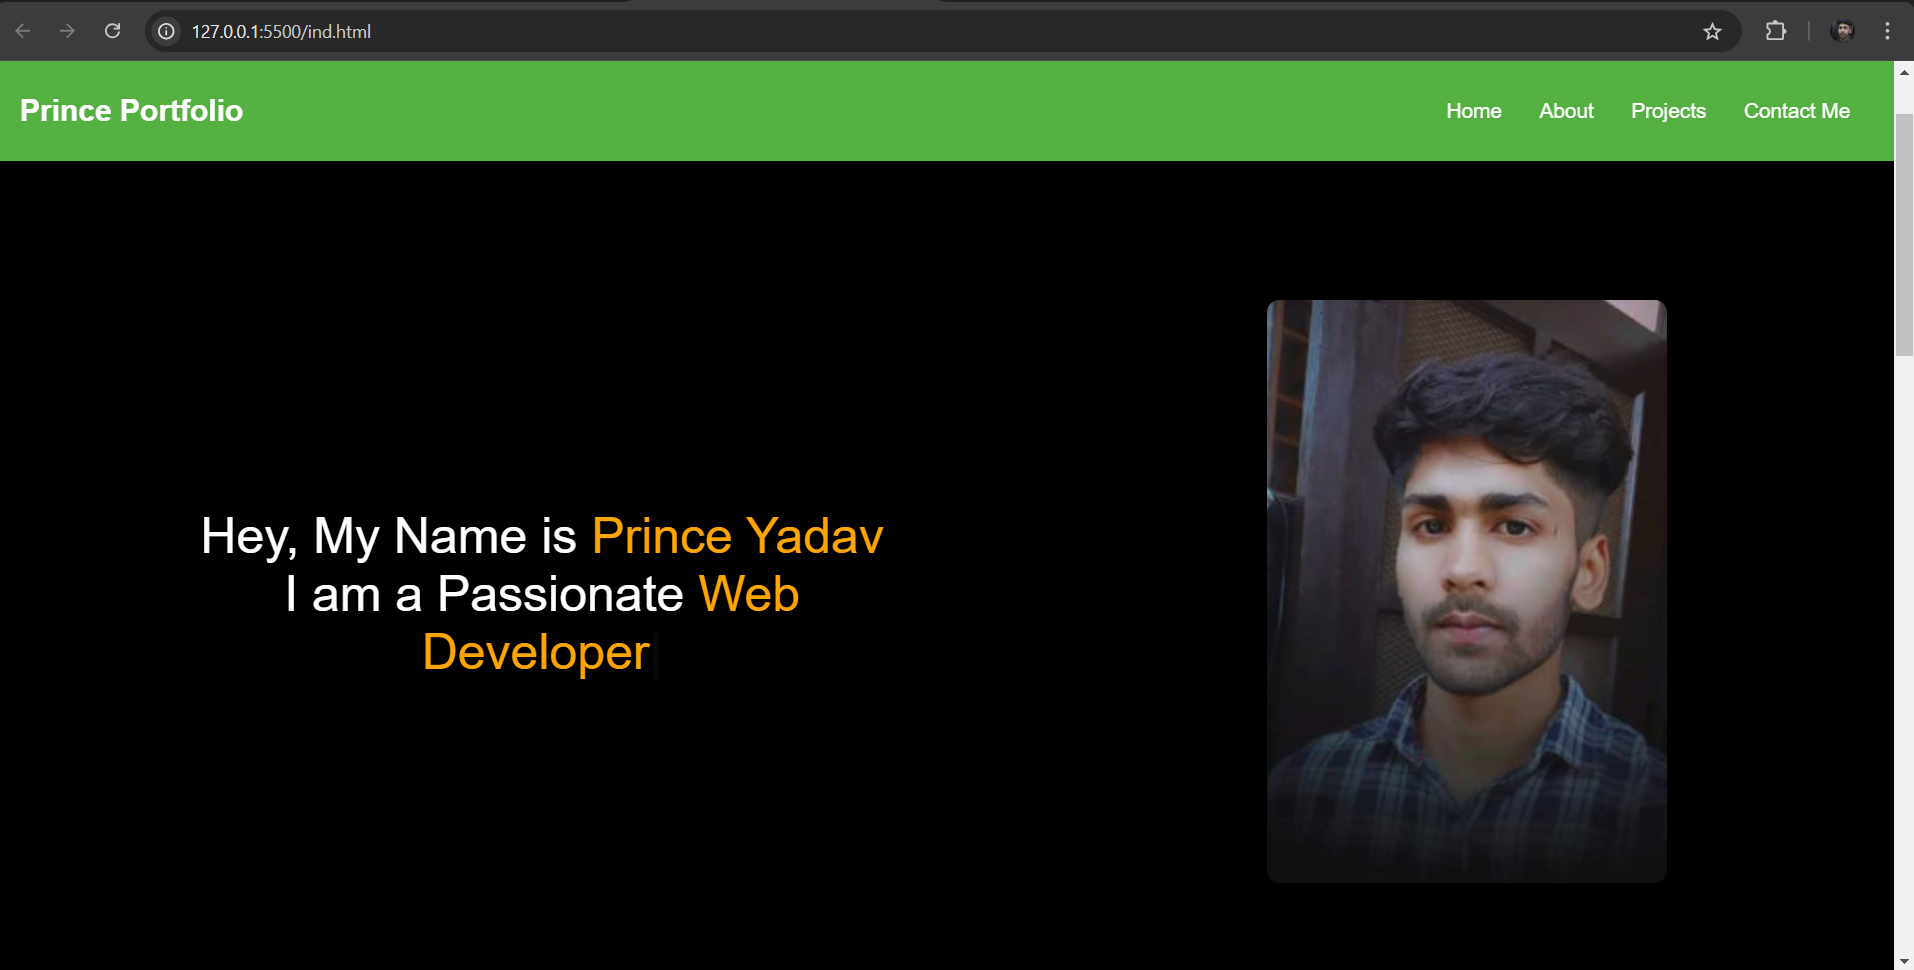 127.0.0.1:5500/ind.html
Prince Portfolio
Home About Projects Contact Me
Hey, My Name is Prince Yadav
I am a Passionate Web
Developer